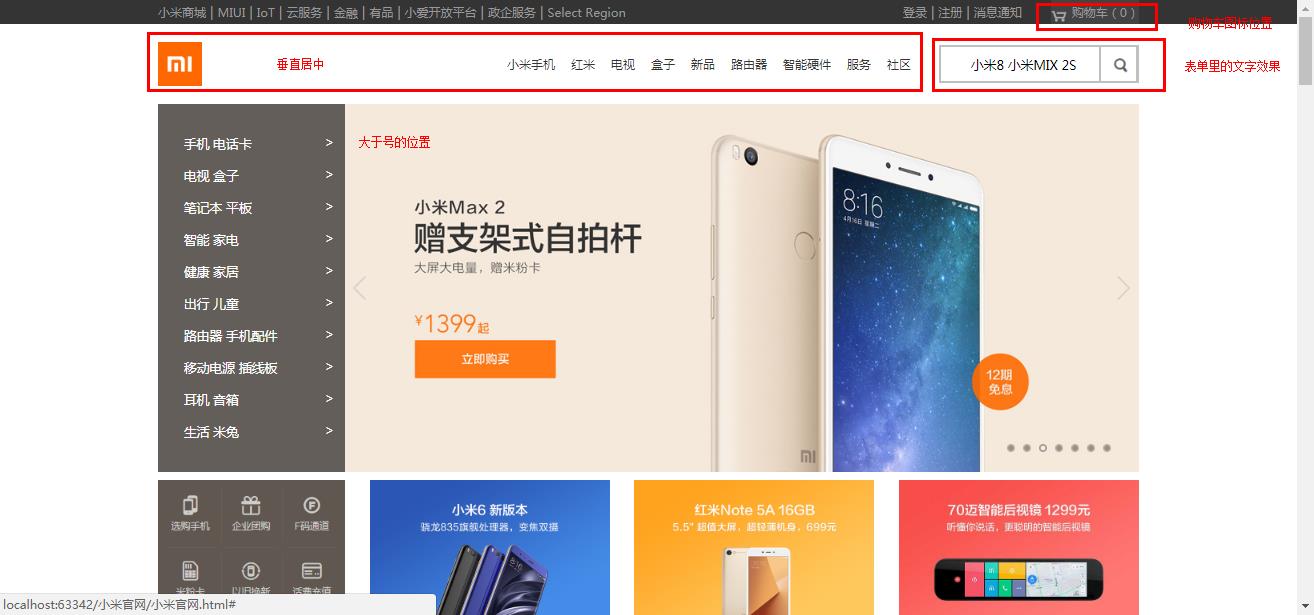 小米商城 | MIUI | IoT | 云服务 | 金融 | 有品 | 小爱开放平台 | 政企服务 | Select Region
登录 | 注册 | 消息通知
购物车（0）
购物车图标位置
垂直居中
小米手机 红米 电视 盒子 新品 路由器 智能硬件 服务 社区
小米8 小米MIX 2S
表单里的文字效果
手机 电话卡 >
大于号的位置
电视 盒子 >
笔记本 平板 >
智能 家电 >
健康 家居 >
出行 儿童 >
路由器 手机配件 >
移动电源 插线板 >
耳机 音箱 >
生活 米兔 >
小米Max 2
赠支架式自拍杆
大屏大电量，赠米粉卡
¥1399起
立即购买
8:16
4月16日 星期二
12期
免息
选购手机 企业团购 F码通道
米粉卡 以旧换新 话费充值
小米6 新版本
骁龙835旗舰处理器，变焦双摄
红米Note 5A 16GB
5.5" 超值大屏，超轻薄机身，699元
70迈智能后视镜 1299元
听懂你说话，更聪明的智能后视镜
localhost:63342/小米官网/小米官网.html#